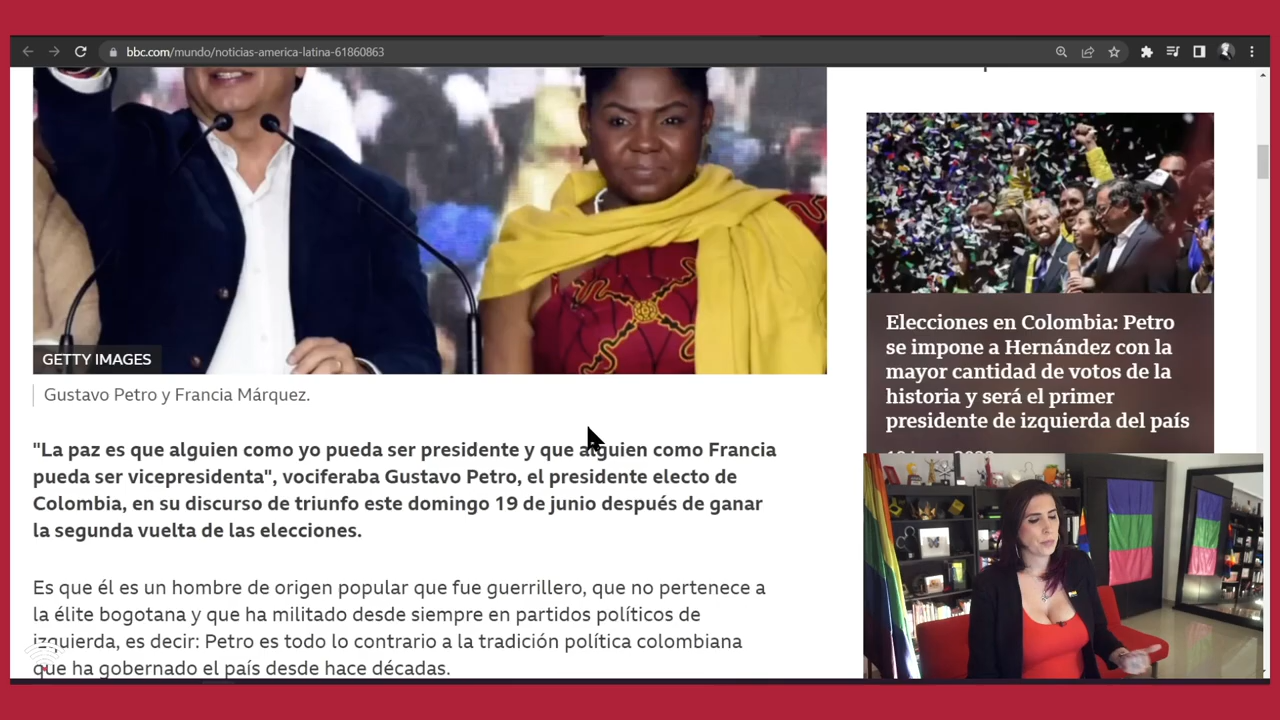 bbc.com/mundo/noticias-america-latina-61860863
GETTY IMAGES
Gustavo Petro y Francia Márquez.
"La paz es que alguien como yo pueda ser presidente y que alguien como Francia
pueda ser vicepresidenta", vociferaba Gustavo Petro, el presidente electo de
Colombia, en su discurso de triunfo este domingo 19 de junio después de ganar
la segunda vuelta de las elecciones.
Es que él es un hombre de origen popular que fue guerrillero, que no pertenece a
la élite bogotana y que ha militado desde siempre en partidos políticos de
izquierda, es decir: Petro es todo lo contrario a la tradición política colombiana
que ha gobernado el país desde hace décadas.
Elecciones en Colombia: Petro
se impone a Hernández con la
mayor cantidad de votos de la
historia y será el primer
presidente de izquierda del país